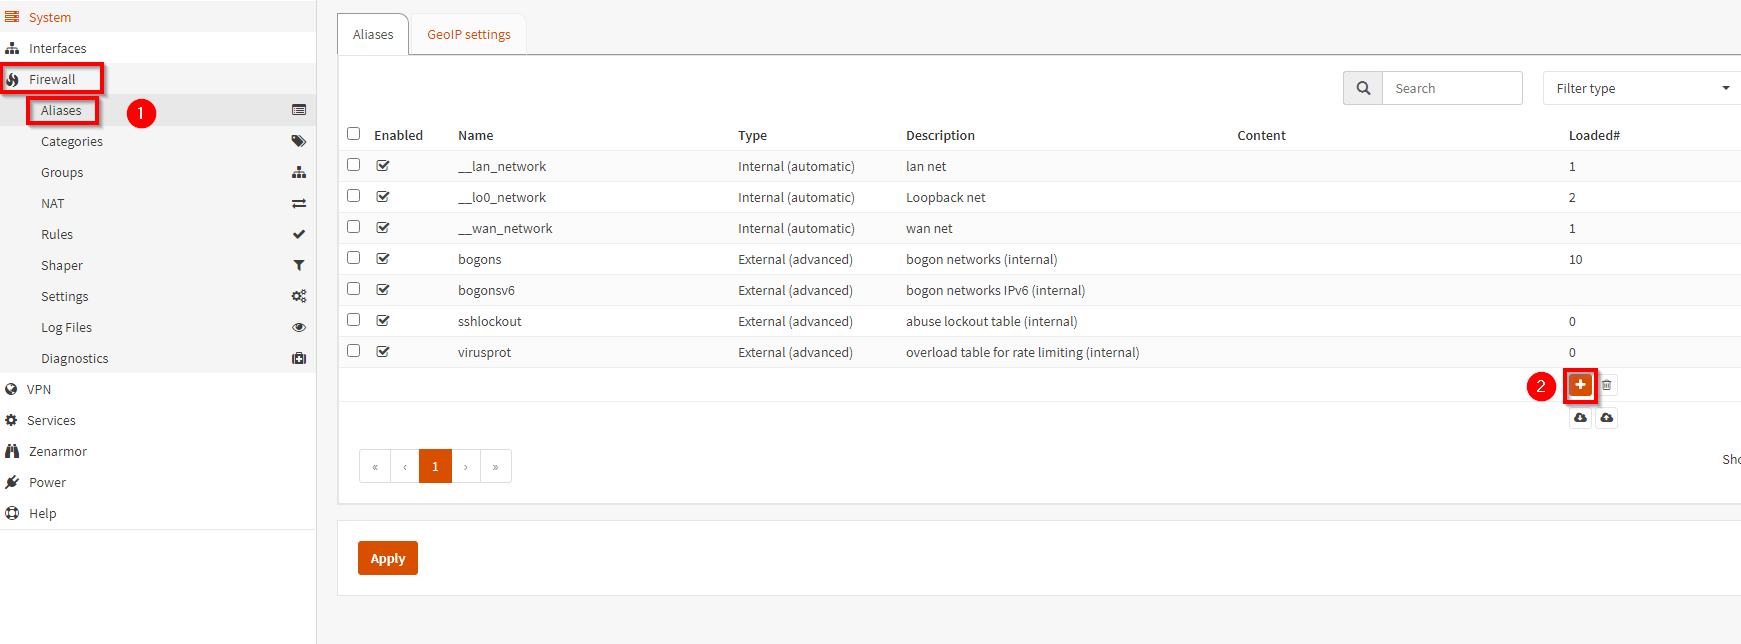 System
Interfaces
Firewall
Aliases
1
Categories
Groups
NAT
Rules
Shaper
Settings
Log Files
Diagnostics
VPN
Services
Zenarmor
Power
Help
Aliases GeoIP settings
Search Filter type
Enabled Name Type Description Content Loaded#
__lan_network Internal (automatic) lan net 1
__lo0_network Internal (automatic) Loopback net 2
__wan_network Internal (automatic) wan net 1
bogons External (advanced) bogon networks (internal) 10
bogonsv6 External (advanced) bogon networks IPv6 (internal)
sshlockout External (advanced) abuse lockout table (internal) 0
virusprot External (advanced) overload table for rate limiting (internal) 0
2 +
« ‹ 1 › »
Sho
Apply